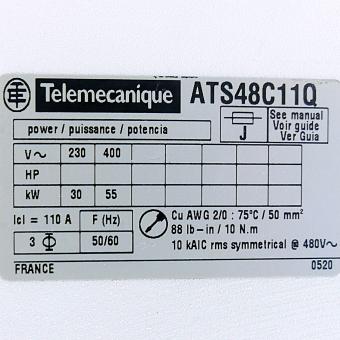 Telemecanique ATS48C11Q
power / puissance / potencia
J
See manual
Voir guide
Ver Guia
V~ 230 400
HP
kW 30 55
Icl = 110 A F (Hz)
3 Φ 50/60
Cu AWG 2/0 : 75°C / 50 mm²
88 lb-in / 10 N.m
10 kAIC rms symmetrical @ 480V~
FRANCE 0520